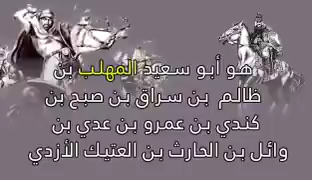 هو أبو سعيد المهلب بن
ظالم بن سراق بن صبح بن
كندي بن عمرو بن عدي بن
وائل بن الحارث بن العتيك الأزدي